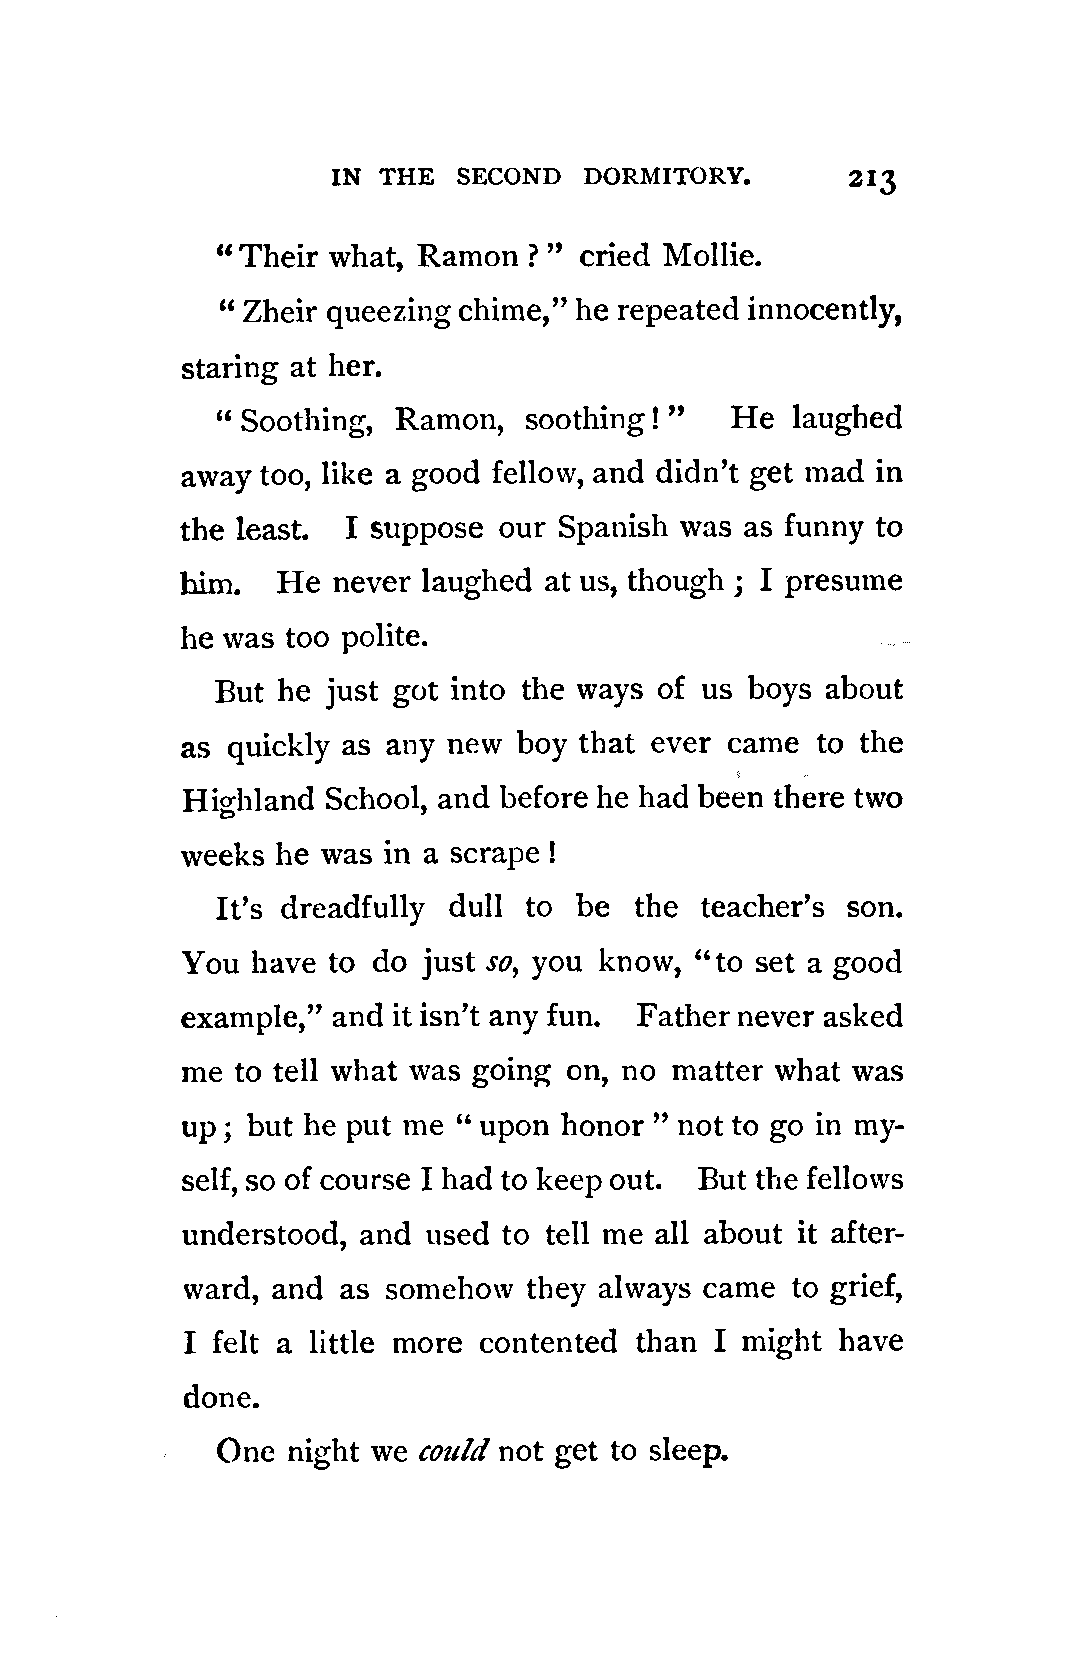 IN THE SECOND DORMITORY. 213
“Their what, Ramon?” cried Mollie.
“Zheir queezing chime,” he repeated innocently,
staring at her.
“Soothing, Ramon, soothing!” He laughed
away too, like a good fellow, and didn’t get mad in
the least. I suppose our Spanish was as funny to
him. He never laughed at us, though; I presume
he was too polite.
But he just got into the ways of us boys about
as quickly as any new boy that ever came to the
Highland School, and before he had been there two
weeks he was in a scrape!
It’s dreadfully dull to be the teacher’s son.
You have to do just so, you know, “to set a good
example,” and it isn’t any fun. Father never asked
me to tell what was going on, no matter what was
up; but he put me “upon honor” not to go in my-
self, so of course I had to keep out. But the fellows
understood, and used to tell me all about it after-
ward, and as somehow they always came to grief,
I felt a little more contented than I might have
done.
One night we could not get to sleep.